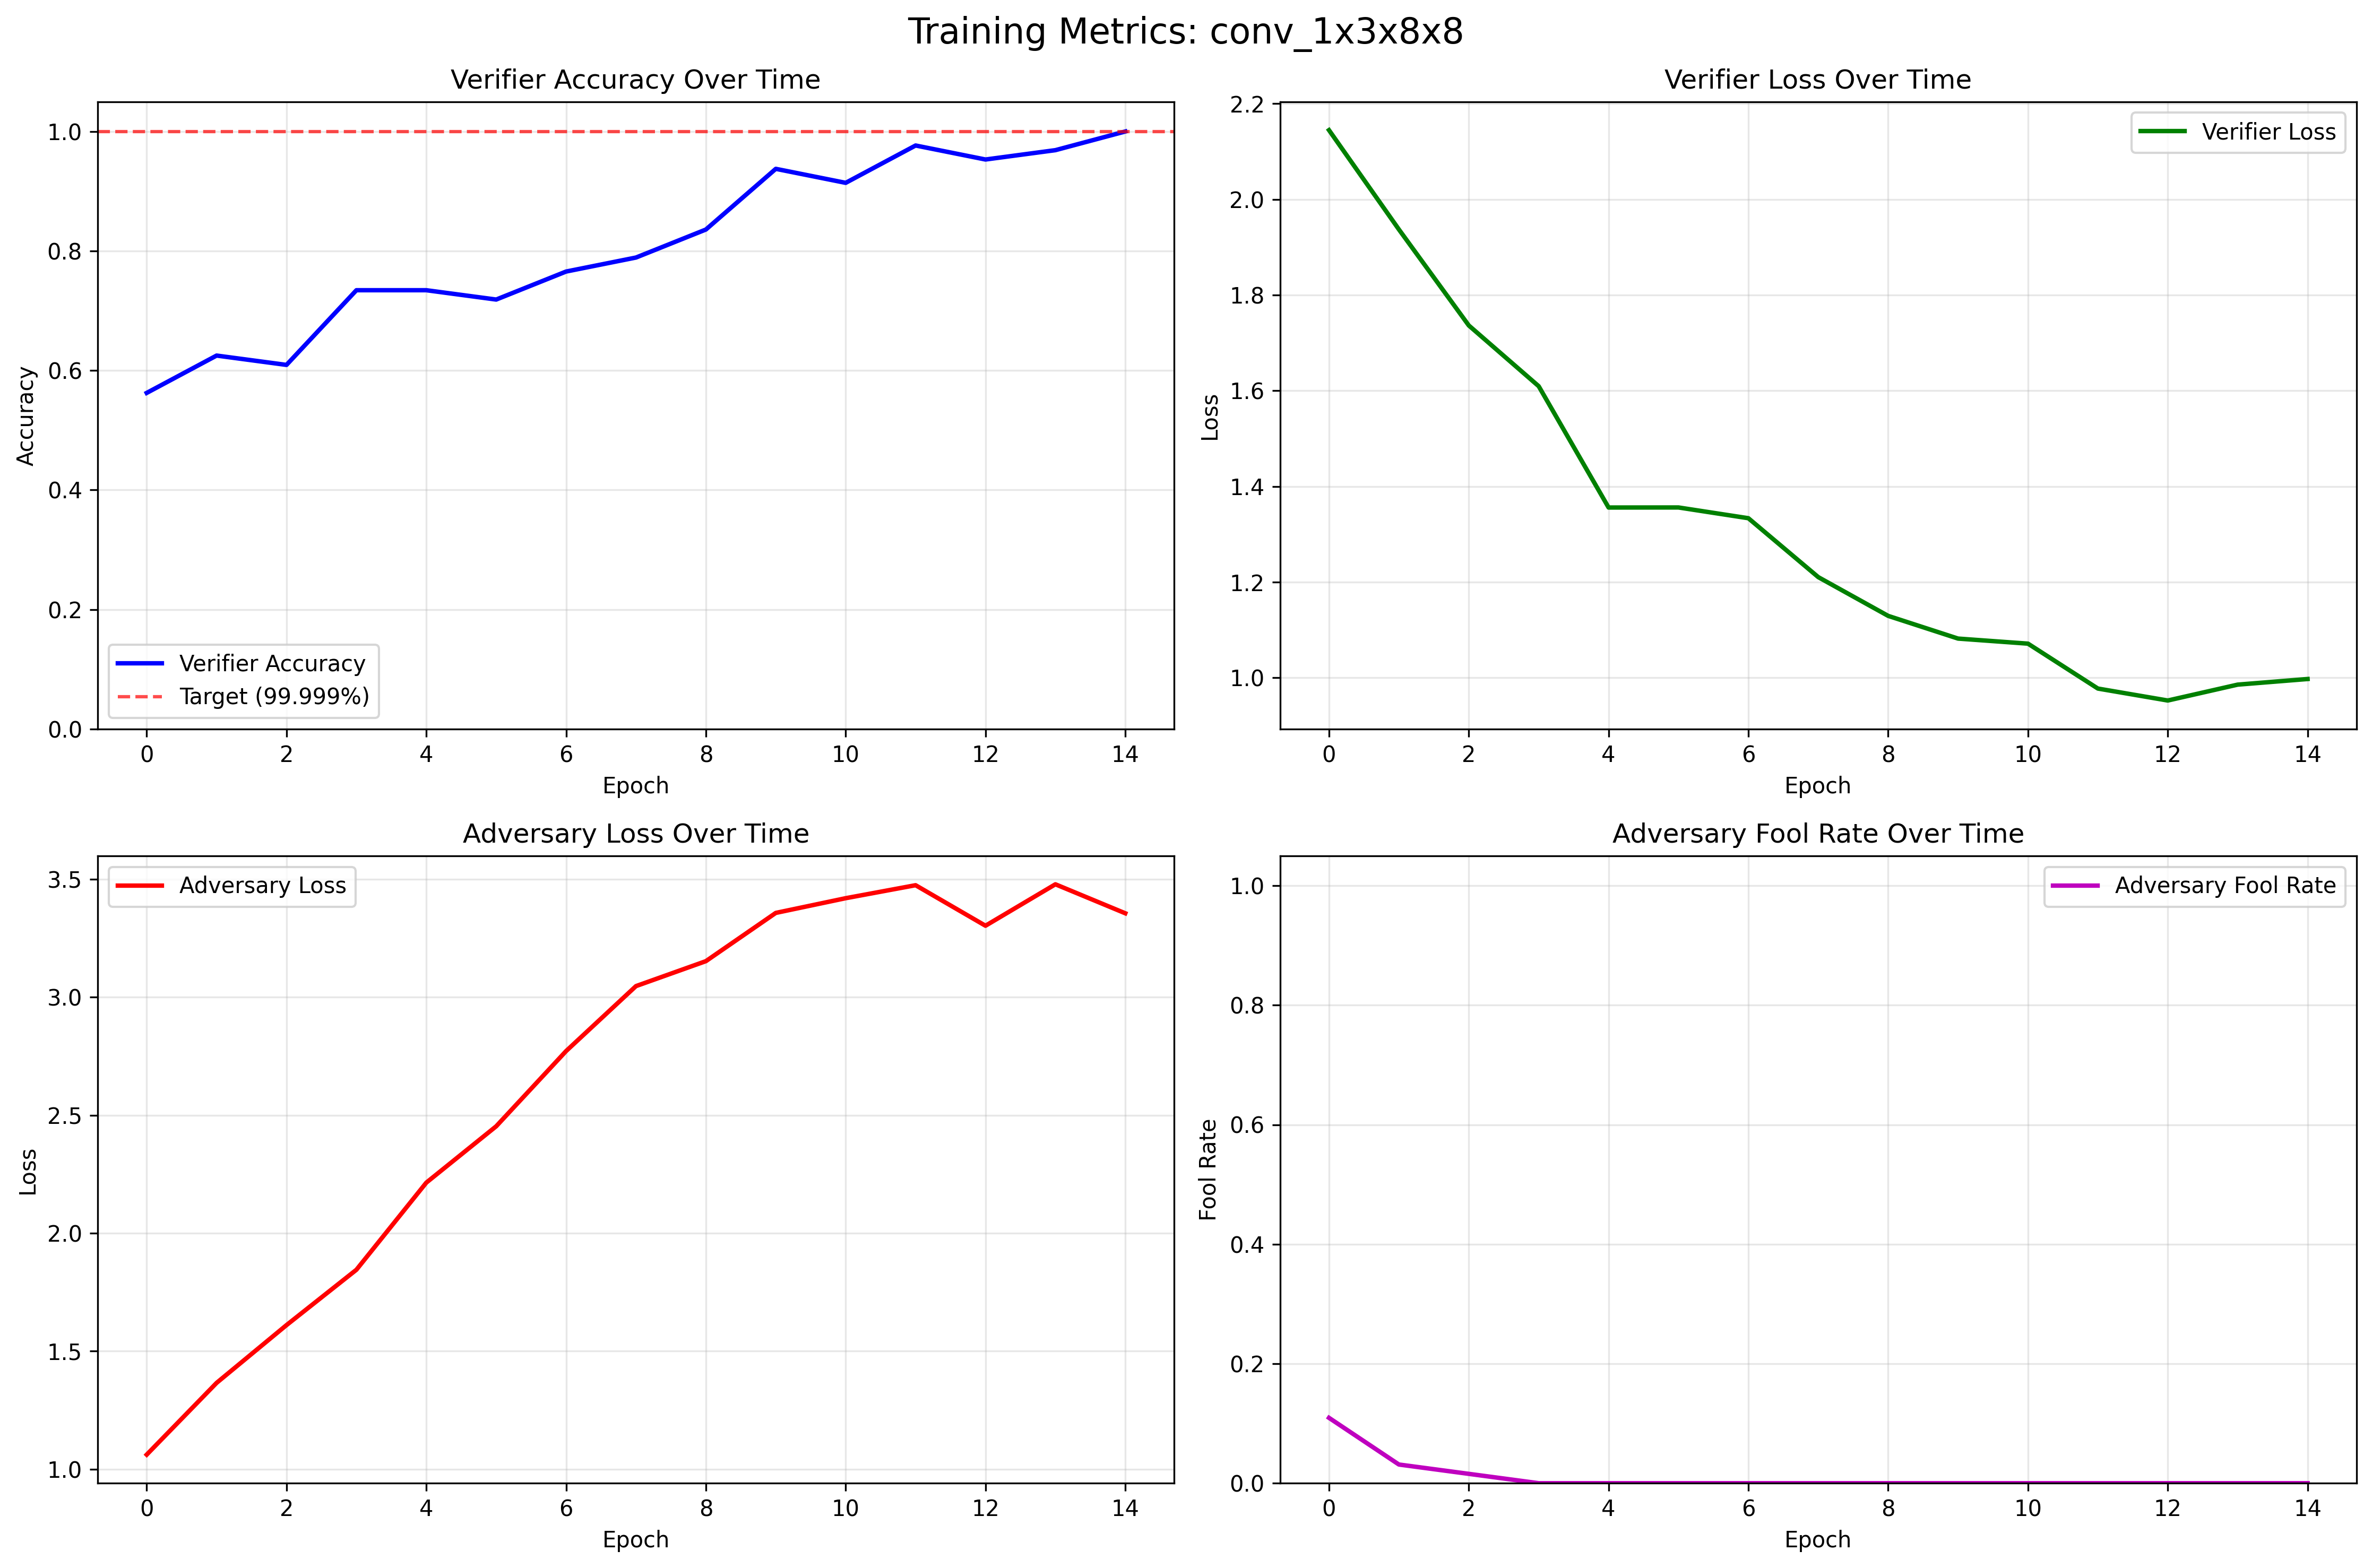 Training Metrics: conv_1x3x8x8
Verifier Accuracy Over Time
1.0
0.8
0.6
0.4
0.2
0.0
Accuracy
Verifier Accuracy
Target (99.999%)
0 2 4 6 8 10 12 14
Epoch
Verifier Loss Over Time
2.2
2.0
1.8
1.6
1.4
1.2
1.0
Loss
Verifier Loss
0 2 4 6 8 10 12 14
Epoch
Adversary Loss Over Time
3.5
3.0
2.5
2.0
1.5
1.0
Loss
Adversary Loss
0 2 4 6 8 10 12 14
Epoch
Adversary Fool Rate Over Time
1.0
0.8
0.6
0.4
0.2
0.0
Fool Rate
Adversary Fool Rate
0 2 4 6 8 10 12 14
Epoch